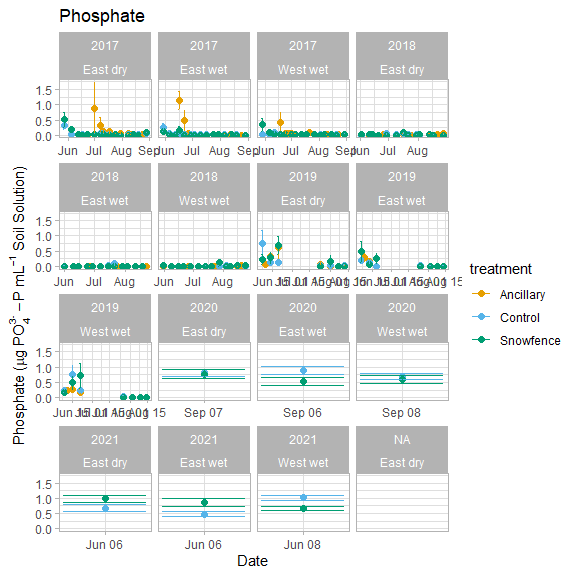 Phosphate
2017 2017 2017 2018
East dry East wet West wet East dry
1.5
1.0
0.5
0.0
Jun Jul Aug Sep Jun Jul Aug Sep Jun Jul Aug Sep Jun Jul Aug
2018 2018 2019 2019
East wet West wet East dry East wet
1.5
1.0
0.5
0.0
2019 2020 2020 2020
West wet East dry East wet West wet
1.5
1.0
0.5
0.0
Sep 07 Sep 06 Sep 08
2021 2021 2021 NA
East dry East wet West wet East dry
1.5
1.0
0.5
0.0
Jun 06 Jun 06 Jun 08
Date
Phosphate (μg PO₄³⁻ − P mL⁻¹ Soil Solution)
treatment
Ancillary
Control
Snowfence